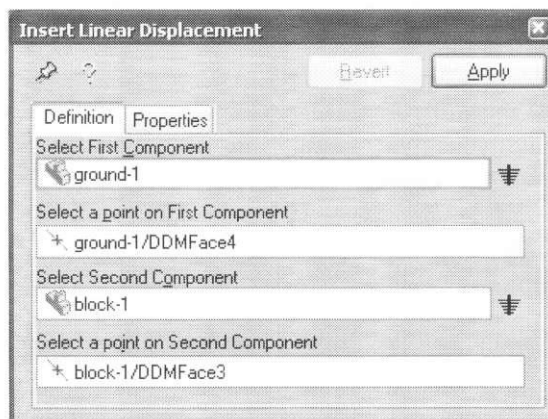 Insert Linear Displacement
Revert Apply
Definition Properties
Select First Component
ground-1
Select a point on First Component
ground-1/DDMFace4
Select Second Component
block-1
Select a point on Second Component
block-1/DDMFace3